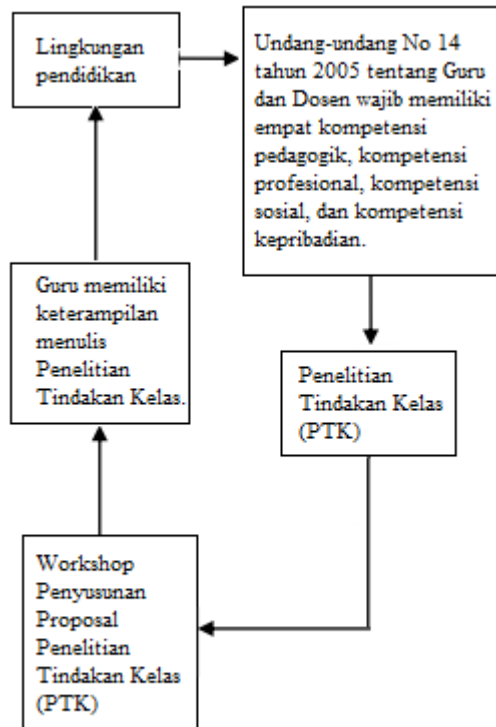 Lingkungan
pendidikan
Undang-undang No 14
tahun 2005 tentang Guru
dan Dosen wajib memiliki
empat kompetensi
pedagogik, kompetensi
profesional, kompetensi
sosial, dan kompetensi
kepribadian.
Penelitian
Tindakan Kelas
(PTK)
Workshop
Penyusunan
Proposal
Penelitian
Tindakan Kelas
(PTK)
Guru memiliki
keterampilan
menulis
Penelitian
Tindakan Kelas.